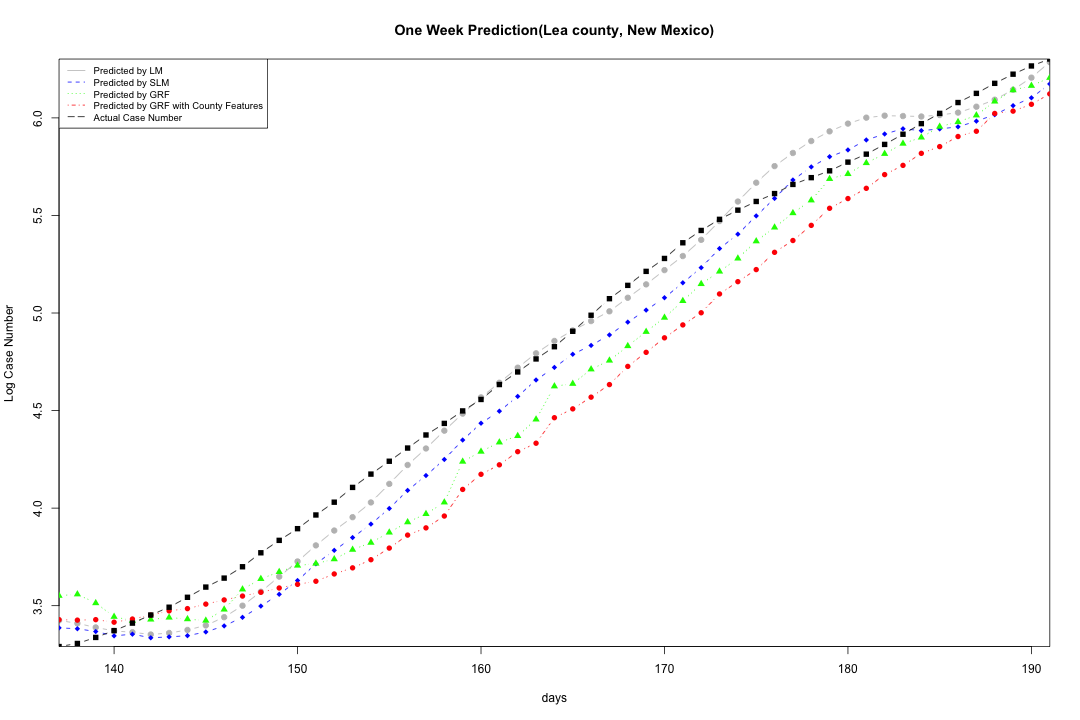 One Week Prediction(Lea county, New Mexico)
Predicted by LM
Predicted by SLM
Predicted by GRF
Predicted by GRF with County Features
Actual Case Number
6.0
5.5
5.0
4.5
4.0
3.5
Log Case Number
140 150 160 170 180 190
days